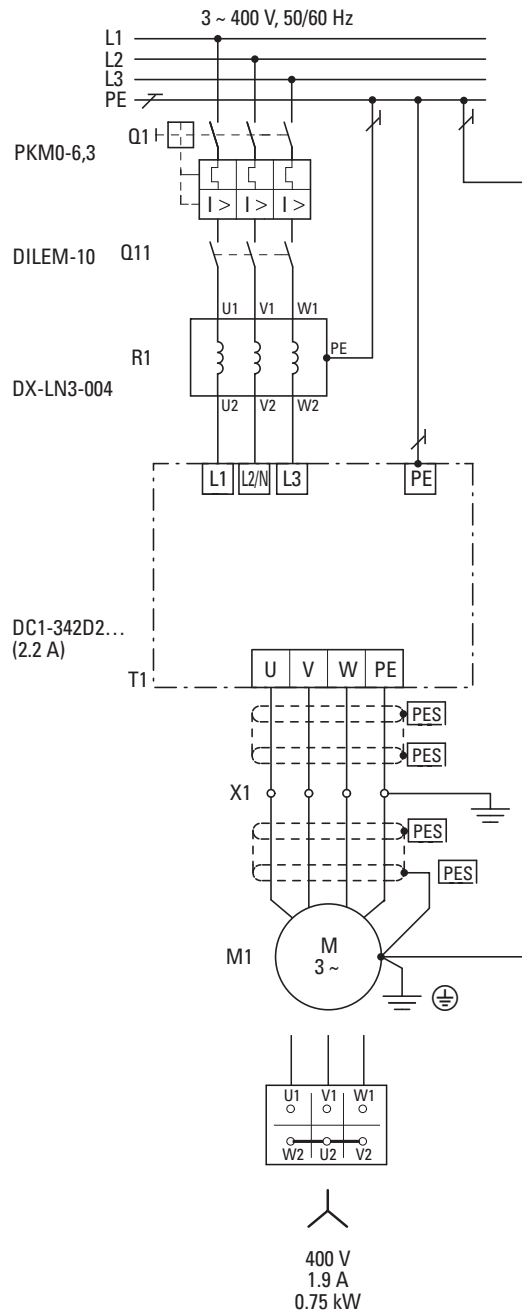 3 ~ 400 V, 50/60 Hz
L1
L2
L3
PE
Q1
PKM0-6,3
I > I > I >
DILEM-10 Q11
U1 V1 W1
R1 PE
DX-LN3-004
U2 V2 W2
L1 L2/N L3 PE
DC1-342D2…
(2.2 A)
T1
U V W PE
PES
PES
X1
PES
PES
M1 M
3 ~
U1 V1 W1
W2 U2 V2
400 V
1.9 A
0.75 kW